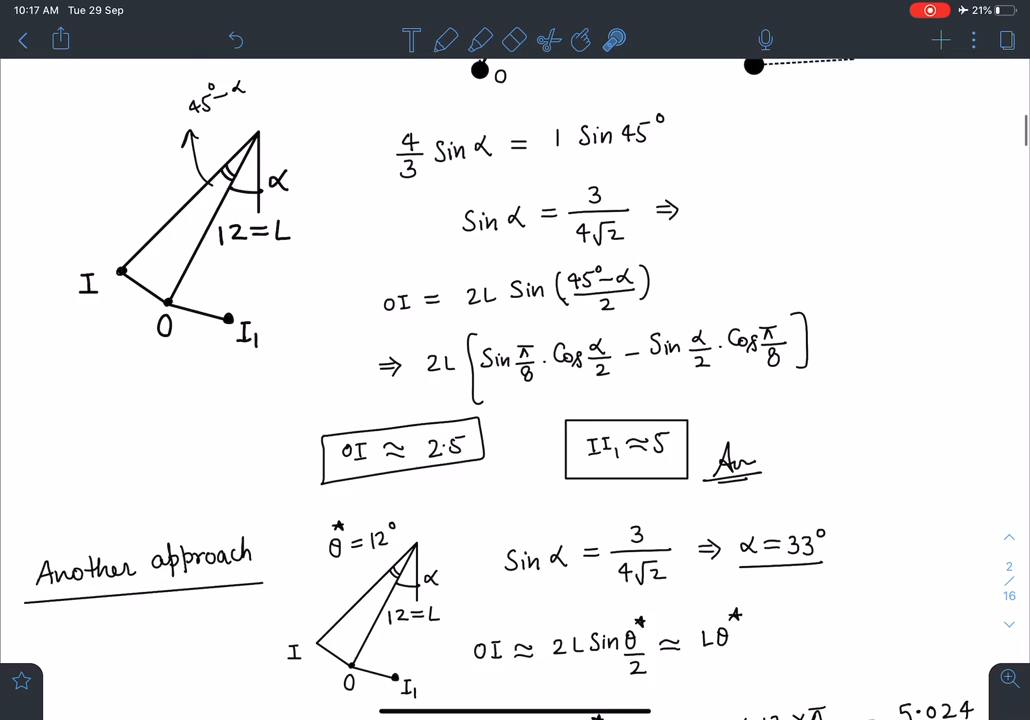 10:17 AM Tue 29 Sep
21%
T
O
45° - α
α
12 = L
I
O
I₁
4/3 Sin α = 1 Sin 45°
Sin α = 3/(4√2) ⇒
OI = 2L Sin ((45° - α)/2)
⇒ 2L [Sin π/8 . Cos α/2 - Sin α/2 . Cos π/8]
OI ≈ 2.5
II₁ ≈ 5
Another approach
θ* = 12°
α
12 = L
I
O
I₁
Sin α = 3/(4√2) ⇒ α = 33°
OI ≈ 2L Sin θ*/2 ≈ Lθ*
5.024
2
/
16